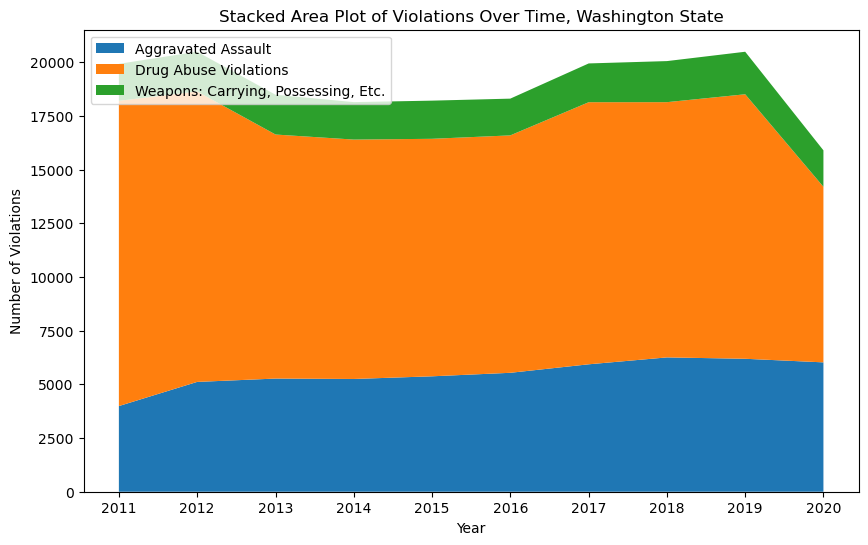 Stacked Area Plot of Violations Over Time, Washington State
Aggravated Assault
Drug Abuse Violations
Weapons: Carrying, Possessing, Etc.
Number of Violations
20000
17500
15000
12500
10000
7500
5000
2500
0
2011 2012 2013 2014 2015 2016 2017 2018 2019 2020
Year